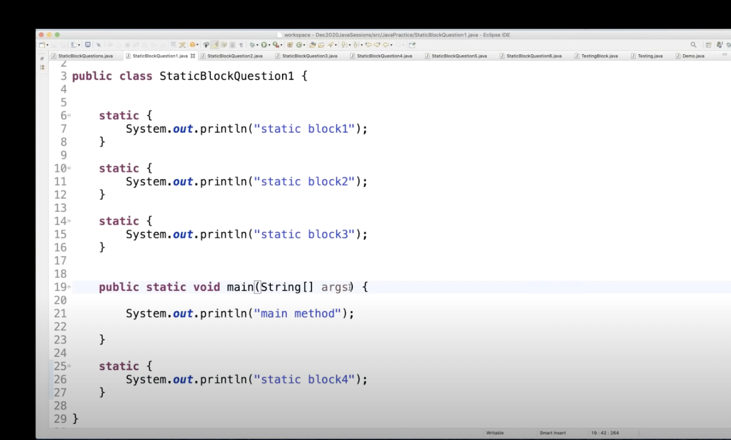 workspace - Dec2020JavaSessions/src/JavaPractice/StaticBlockQuestion1.java - Eclipse IDE
StaticBlockQuestions.java StaticBlockQuestion1.java StaticBlockQuestion2.java StaticBlockQuestion3.java StaticBlockQuestion4.java StaticBlockQuestion5.java StaticBlockQuestion6.java TestingBlock.java Testing.java Demo.java
2
3 public class StaticBlockQuestion1 {
4
5
6 static {
7 System.out.println("static block1");
8 }
9
10 static {
11 System.out.println("static block2");
12 }
13
14 static {
15 System.out.println("static block3");
16 }
17
18
19 public static void main(String[] args) {
20
21 System.out.println("main method");
22
23 }
24
25 static {
26 System.out.println("static block4");
27 }
28
29 }
Writable Smart Insert 19 : 42 : 264